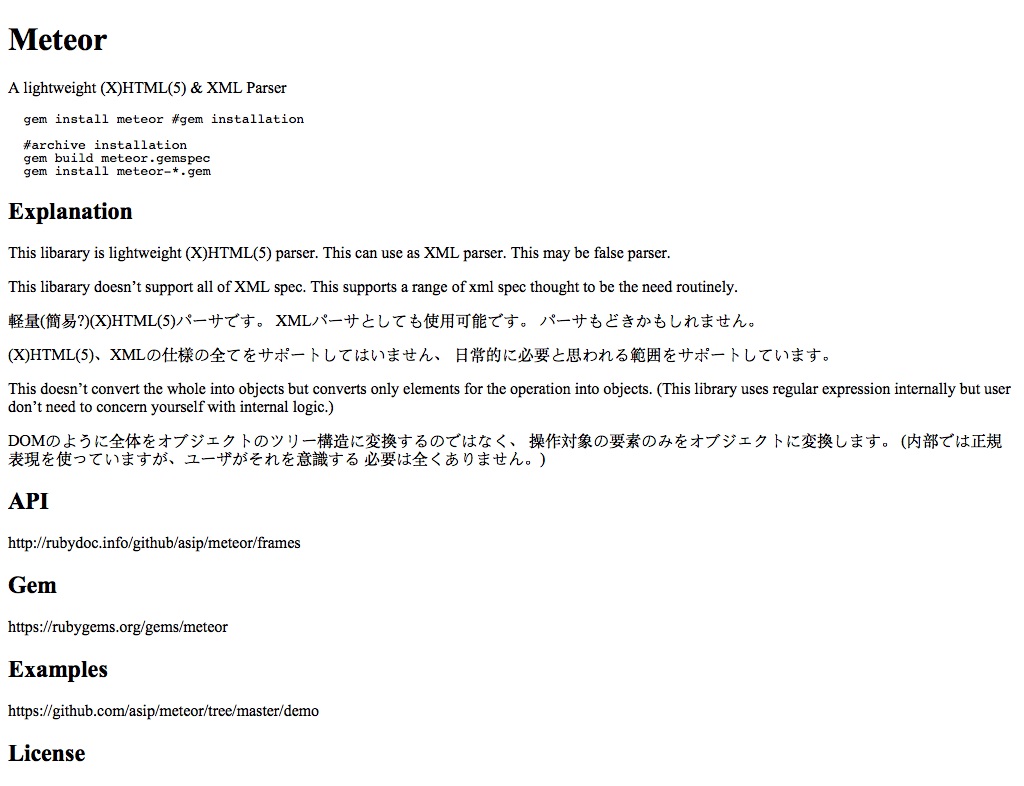 Meteor
A lightweight (X)HTML(5) & XML Parser
gem install meteor #gem installation
#archive installation
gem build meteor.gemspec
gem install meteor-*.gem
Explanation
This libarary is lightweight (X)HTML(5) parser. This can use as XML parser. This may be false parser.
This libarary doesn’t support all of XML spec. This supports a range of xml spec thought to be the need routinely.
軽量(簡易?)(X)HTML(5)パーサです。 XMLパーサとしても使用可能です。 パーサもどきかもしれません。
(X)HTML(5)、XMLの仕様の全てをサポートしてはいません、 日常的に必要と思われる範囲をサポートしています。
This doesn’t convert the whole into objects but converts only elements for the operation into objects. (This library uses regular expression internally but user
don’t need to concern yourself with internal logic.)
DOMのように全体をオブジェクトのツリー構造に変換するのではなく、 操作対象の要素のみをオブジェクトに変換します。 (内部では正規
表現を使っていますが、ユーザがそれを意識する 必要は全くありません。)
API
http://rubydoc.info/github/asip/meteor/frames
Gem
https://rubygems.org/gems/meteor
Examples
https://github.com/asip/meteor/tree/master/demo
License